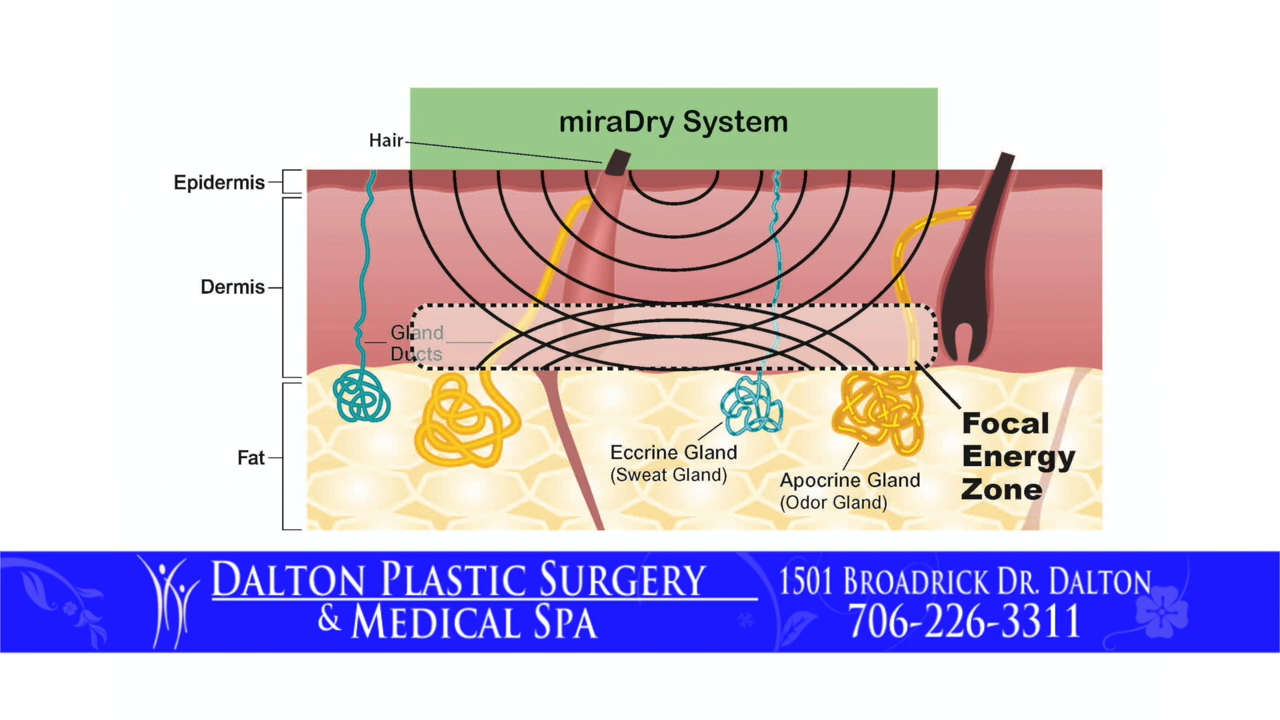 miraDry System
Hair
Epidermis
Dermis
Gland
Ducts
Fat
Eccrine Gland
(Sweat Gland)
Apocrine Gland
(Odor Gland)
Focal
Energy
Zone
DALTON PLASTIC SURGERY
& MEDICAL SPA
1501 BROADRICK DR. DALTON
706-226-3311